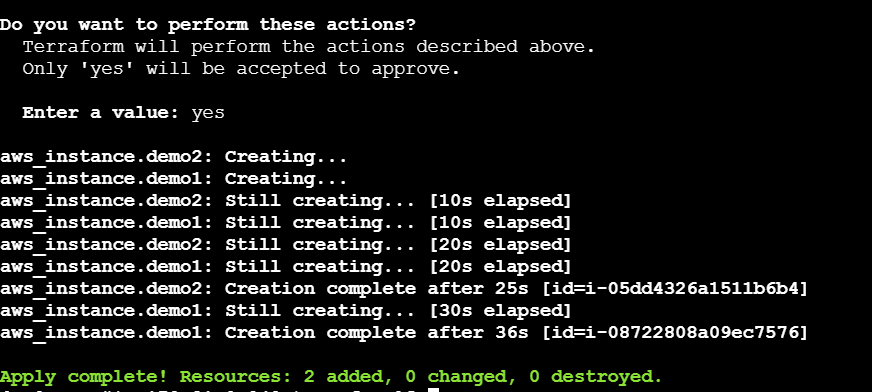 Do you want to perform these actions?
Terraform will perform the actions described above.
Only 'yes' will be accepted to approve.
Enter a value: yes
aws_instance.demo2: Creating...
aws_instance.demo1: Creating...
aws_instance.demo2: Still creating... [10s elapsed]
aws_instance.demo1: Still creating... [10s elapsed]
aws_instance.demo2: Still creating... [20s elapsed]
aws_instance.demo1: Still creating... [20s elapsed]
aws_instance.demo2: Creation complete after 25s [id=i-05dd4326a1511b6b4]
aws_instance.demo1: Still creating... [30s elapsed]
aws_instance.demo1: Creation complete after 36s [id=i-08722808a09ec7576]
Apply complete! Resources: 2 added, 0 changed, 0 destroyed.